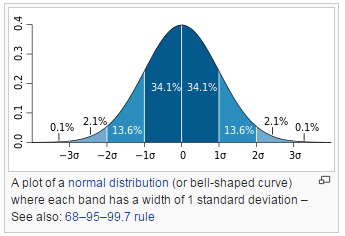 0.4
0.3
0.2
0.1
0.0
34.1% 34.1%
13.6% 13.6%
2.1% 2.1%
0.1% 0.1%
−3σ −2σ −1σ 0 1σ 2σ 3σ
A plot of a normal distribution (or bell-shaped curve)
where each band has a width of 1 standard deviation –
See also: 68–95–99.7 rule